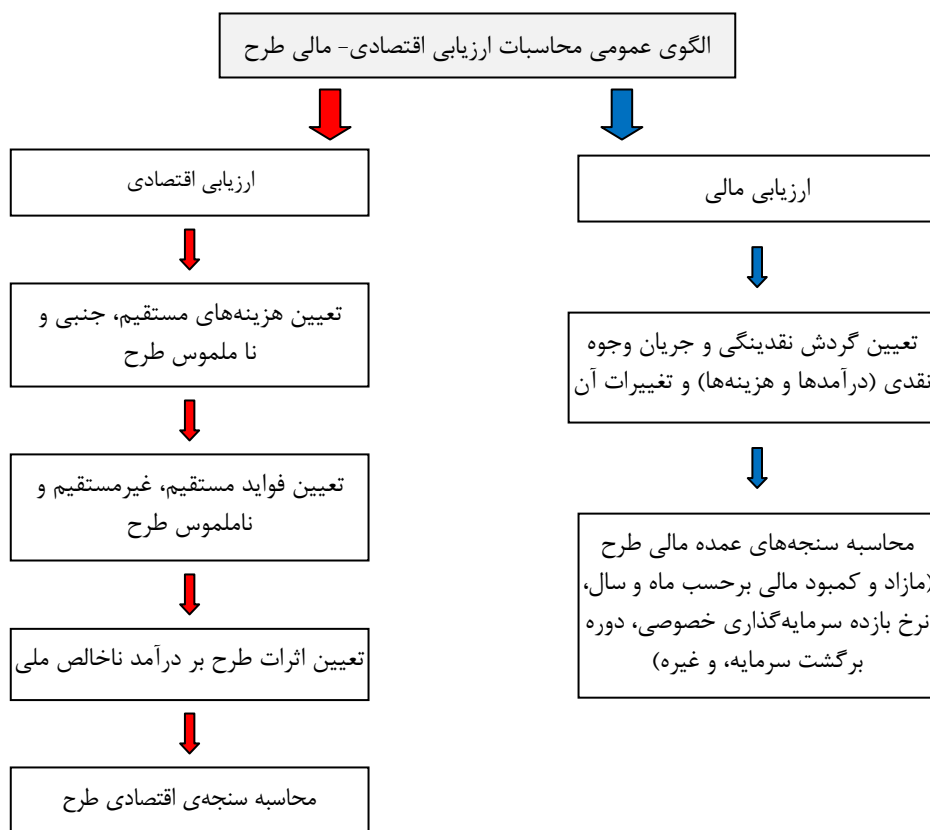 الگوی عمومی محاسبات ارزیابی اقتصادی- مالی طرح
ارزیابی مالی
تعیین گردش نقدینگی و جریان وجوه
نقدی (درآمدها و هزینه‌ها) و تغییرات آن
محاسبه سنجه‌های عمده مالی طرح
(مازاد و کمبود مالی برحسب ماه و سال،
نرخ بازده سرمایه‌گذاری خصوصی، دوره
برگشت سرمایه، و غیره)
ارزیابی اقتصادی
تعیین هزینه‌های مستقیم، جنبی و
نا ملموس طرح
تعیین فواید مستقیم، غیرمستقیم و
ناملموس طرح
تعیین اثرات طرح بر درآمد ناخالص ملی
محاسبه سنجه‌ی اقتصادی طرح